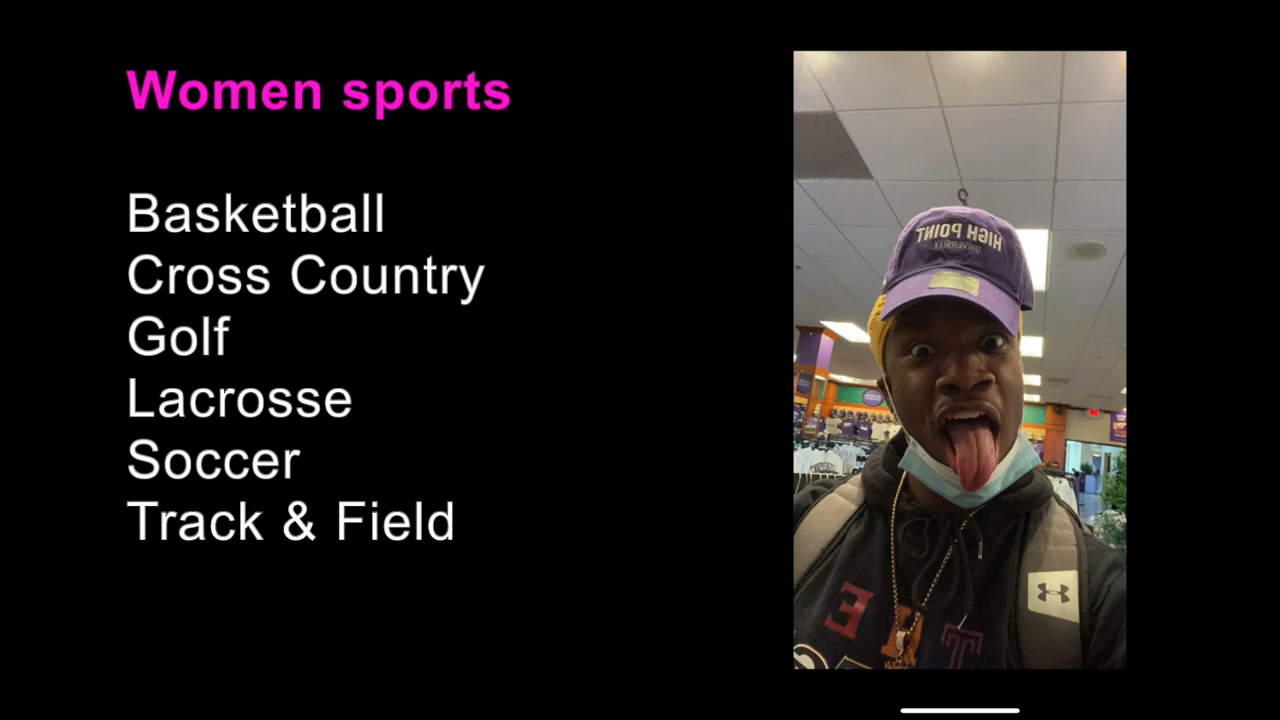 Women sports
Basketball
Cross Country
Golf
Lacrosse
Soccer
Track & Field
HIGH POINT
UNIVERSITY